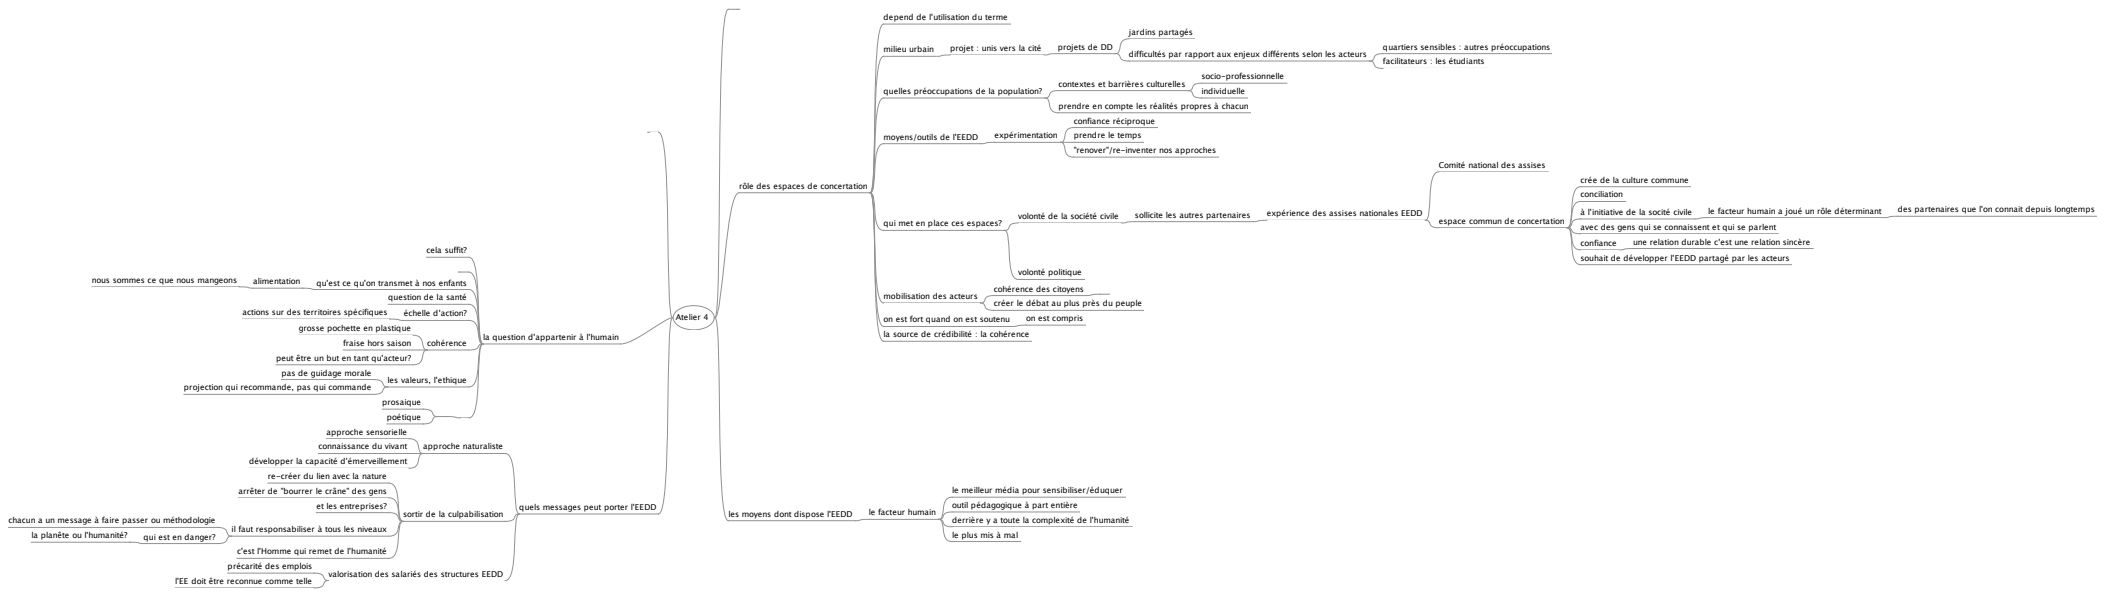 Atelier 4
rôle des espaces de concertation
depend de l'utilisation du terme
milieu urbain
projet : unis vers la cité
projets de DD
jardins partagés
difficultés par rapport aux enjeux différents selon les acteurs
quartiers sensibles : autres préoccupations
facilitateurs : les étudiants
quelles préoccupations de la population?
contextes et barrières culturelles
socio-professionnelle
individuelle
prendre en compte les réalités propres à chacun
moyens/outils de l'EEDD
expérimentation
confiance réciproque
prendre le temps
"renover"/re-inventer nos approches
qui met en place ces espaces?
volonté de la société civile
sollicite les autres partenaires
expérience des assises nationales EEDD
Comité national des assises
espace commun de concertation
crée de la culture commune
conciliation
à l'initiative de la socité civile
le facteur humain a joué un rôle déterminant
des partenaires que l'on connait depuis longtemps
avec des gens qui se connaissent et qui se parlent
confiance
une relation durable c'est une relation sincère
souhait de développer l'EEDD partagé par les acteurs
volonté politique
mobilisation des acteurs
cohérence des citoyens
créer le débat au plus près du peuple
on est fort quand on est soutenu
on est compris
la source de crédibilité : la cohérence
les moyens dont dispose l'EEDD
le facteur humain
le meilleur média pour sensibiliser/éduquer
outil pédagogique à part entière
derrière y a toute la complexité de l'humanité
le plus mis à mal
la question d'appartenir à l'humain
cela suffit?
qu'est ce qu'on transmet à nos enfants
alimentation
nous sommes ce que nous mangeons
question de la santé
échelle d'action?
actions sur des territoires spécifiques
cohérence
grosse pochette en plastique
fraise hors saison
peut être un but en tant qu'acteur?
les valeurs, l'ethique
pas de guidage morale
projection qui recommande, pas qui commande
prosaique
poétique
quels messages peut porter l'EEDD
approche naturaliste
approche sensorielle
connaissance du vivant
développer la capacité d'émerveillement
sortir de la culpabilisation
re-créer du lien avec la nature
arrêter de "bourrer le crâne" des gens
et les entreprises?
il faut responsabiliser à tous les niveaux
chacun a un message à faire passer ou méthodologie
qui est en danger?
la planête ou l'humanité?
c'est l'Homme qui remet de l'humanité
valorisation des salariés des structures EEDD
précarité des emplois
l'EE doit être reconnue comme telle